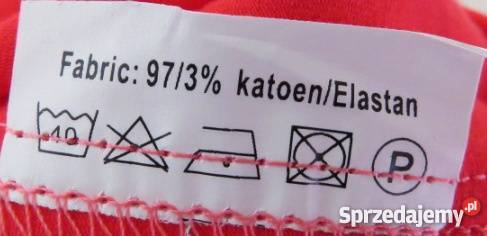 Fabric: 97/3% katoen/Elastan
40 P
Sprzedajemy.pl